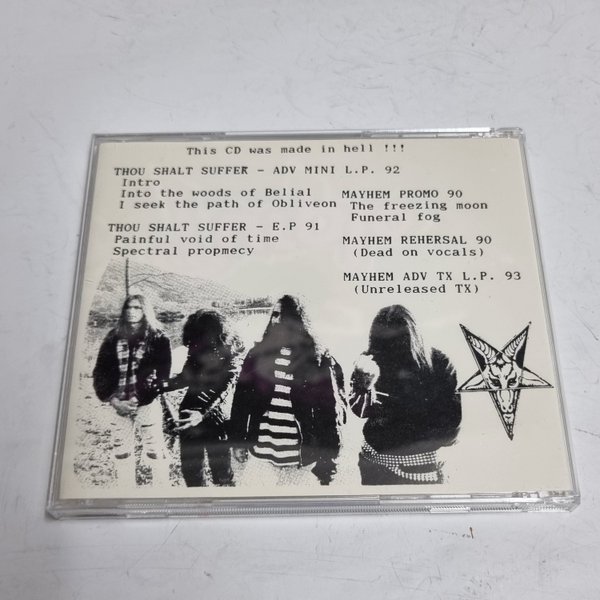 This CD was made in hell !!!
THOU SHALT SUFFER - ADV MINI L.P. 92
Intro
Into the woods of Belial
I seek the path of Obliveon
THOU SHALT SUFFER - E.P 91
Painful void of time
Spectral propmecy
MAYHEM PROMO 90
The freezing moon
Funeral fog
MAYHEM REHERSAL 90
(Dead on vocals)
MAYHEM ADV TX L.P. 93
(Unreleased TX)